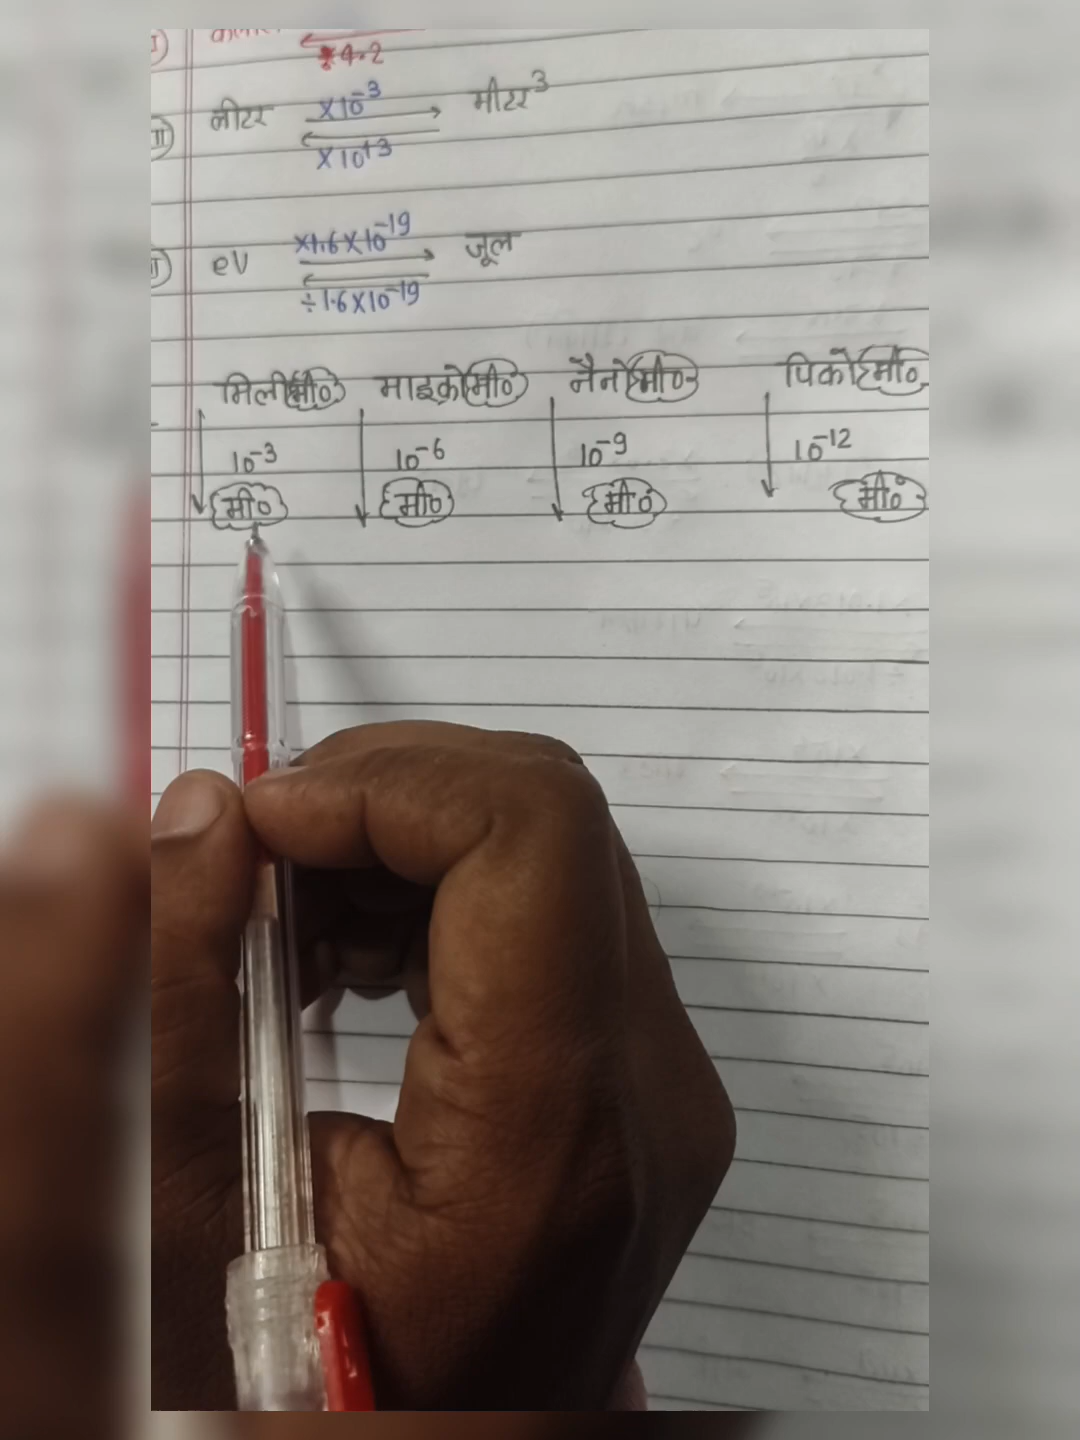 ×4.2
लीटर ×10⁻³ मीटर³
×10⁺³
eV ×1.6×10⁻¹⁹ जूल
÷1.6×10⁻¹⁹
मिलीमी० माइक्रोमी० नैनोमी० पिकोमी०
10⁻³ 10⁻⁶ 10⁻⁹ 10⁻¹²
मी० मी० मी० मी०